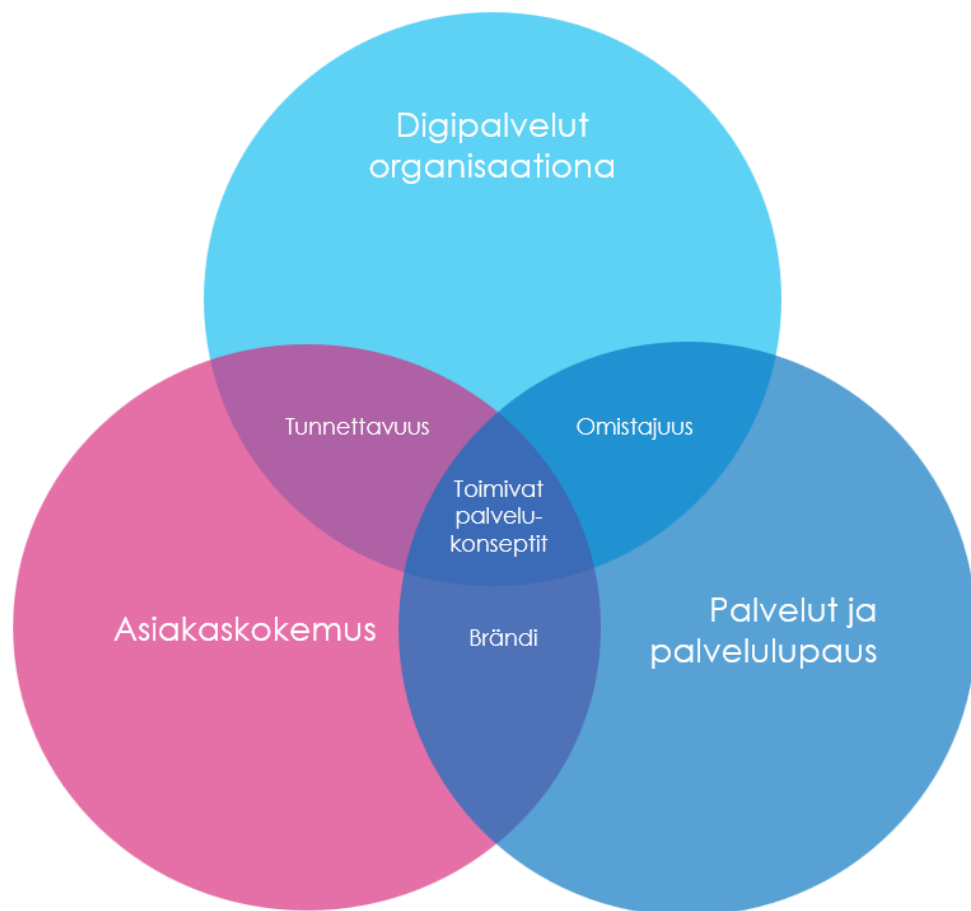 Digipalvelut
organisaationa
Tunnettavuus
Omistajuus
Toimivat
palvelu-
konseptit
Asiakaskokemus
Brändi
Palvelut ja
palvelulupaus